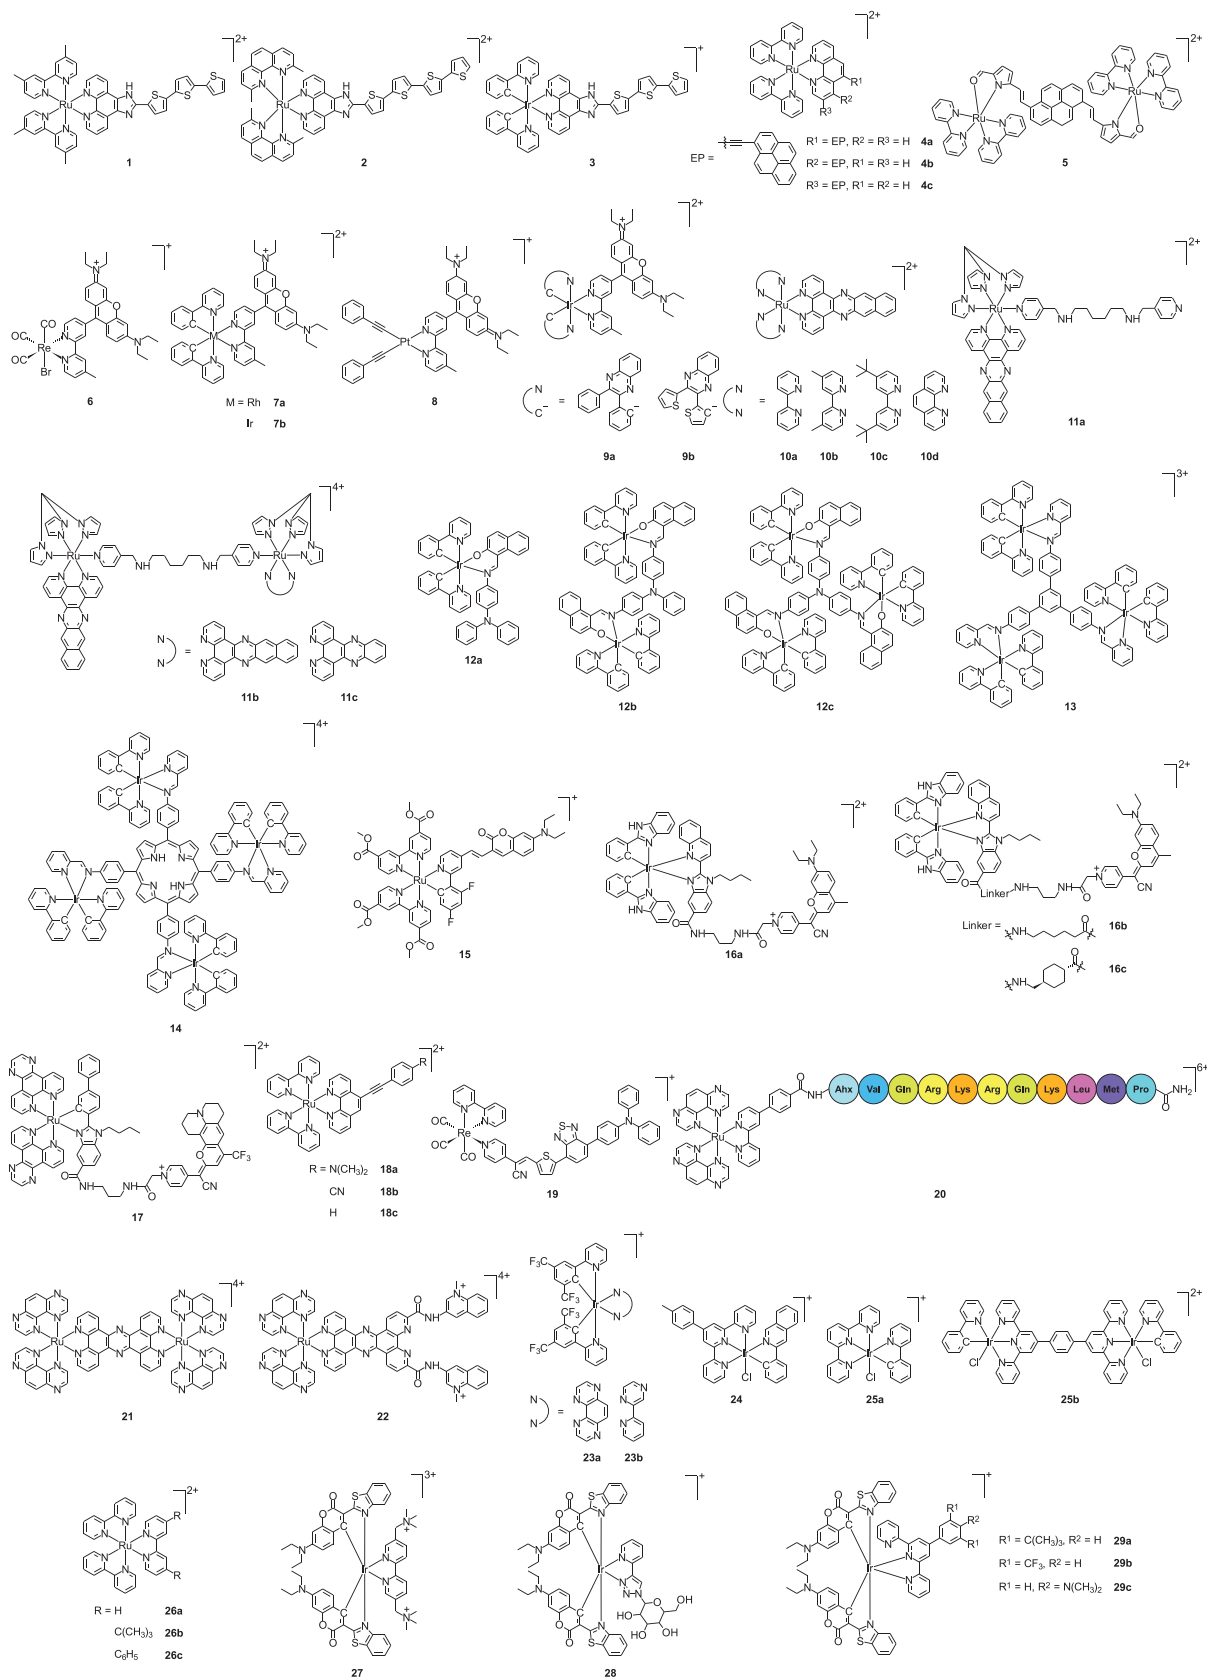 2+
2+
+
2+
2+
1
2
3
EP =
R¹ = EP, R² = R³ = H 4a
R² = EP, R¹ = R³ = H 4b
R³ = EP, R¹ = R² = H 4c
5
+
2+
+
2+
2+
2+
6
M = Rh 7a
Ir 7b
8
9a
9b
10a
10b
10c
10d
11a
4+
3+
11b
11c
12a
12b
12c
13
4+
+
2+
2+
14
15
16a
Linker =
16b
16c
2+
2+
+
6+
17
R = N(CH₃)₂ 18a
CN 18b
H 18c
19
Ahx Val Gln Arg Lys Arg Gln Lys Leu Met Pro
NH₂
20
4+
4+
+
+
+
2+
21
22
23a
23b
24
25a
25b
2+
3+
+
+
R = H 26a
C(CH₃)₃ 26b
C₆H₅ 26c
27
28
R¹ = C(CH₃)₃, R² = H 29a
R¹ = CF₃, R² = H 29b
R¹ = H, R² = N(CH₃)₂ 29c